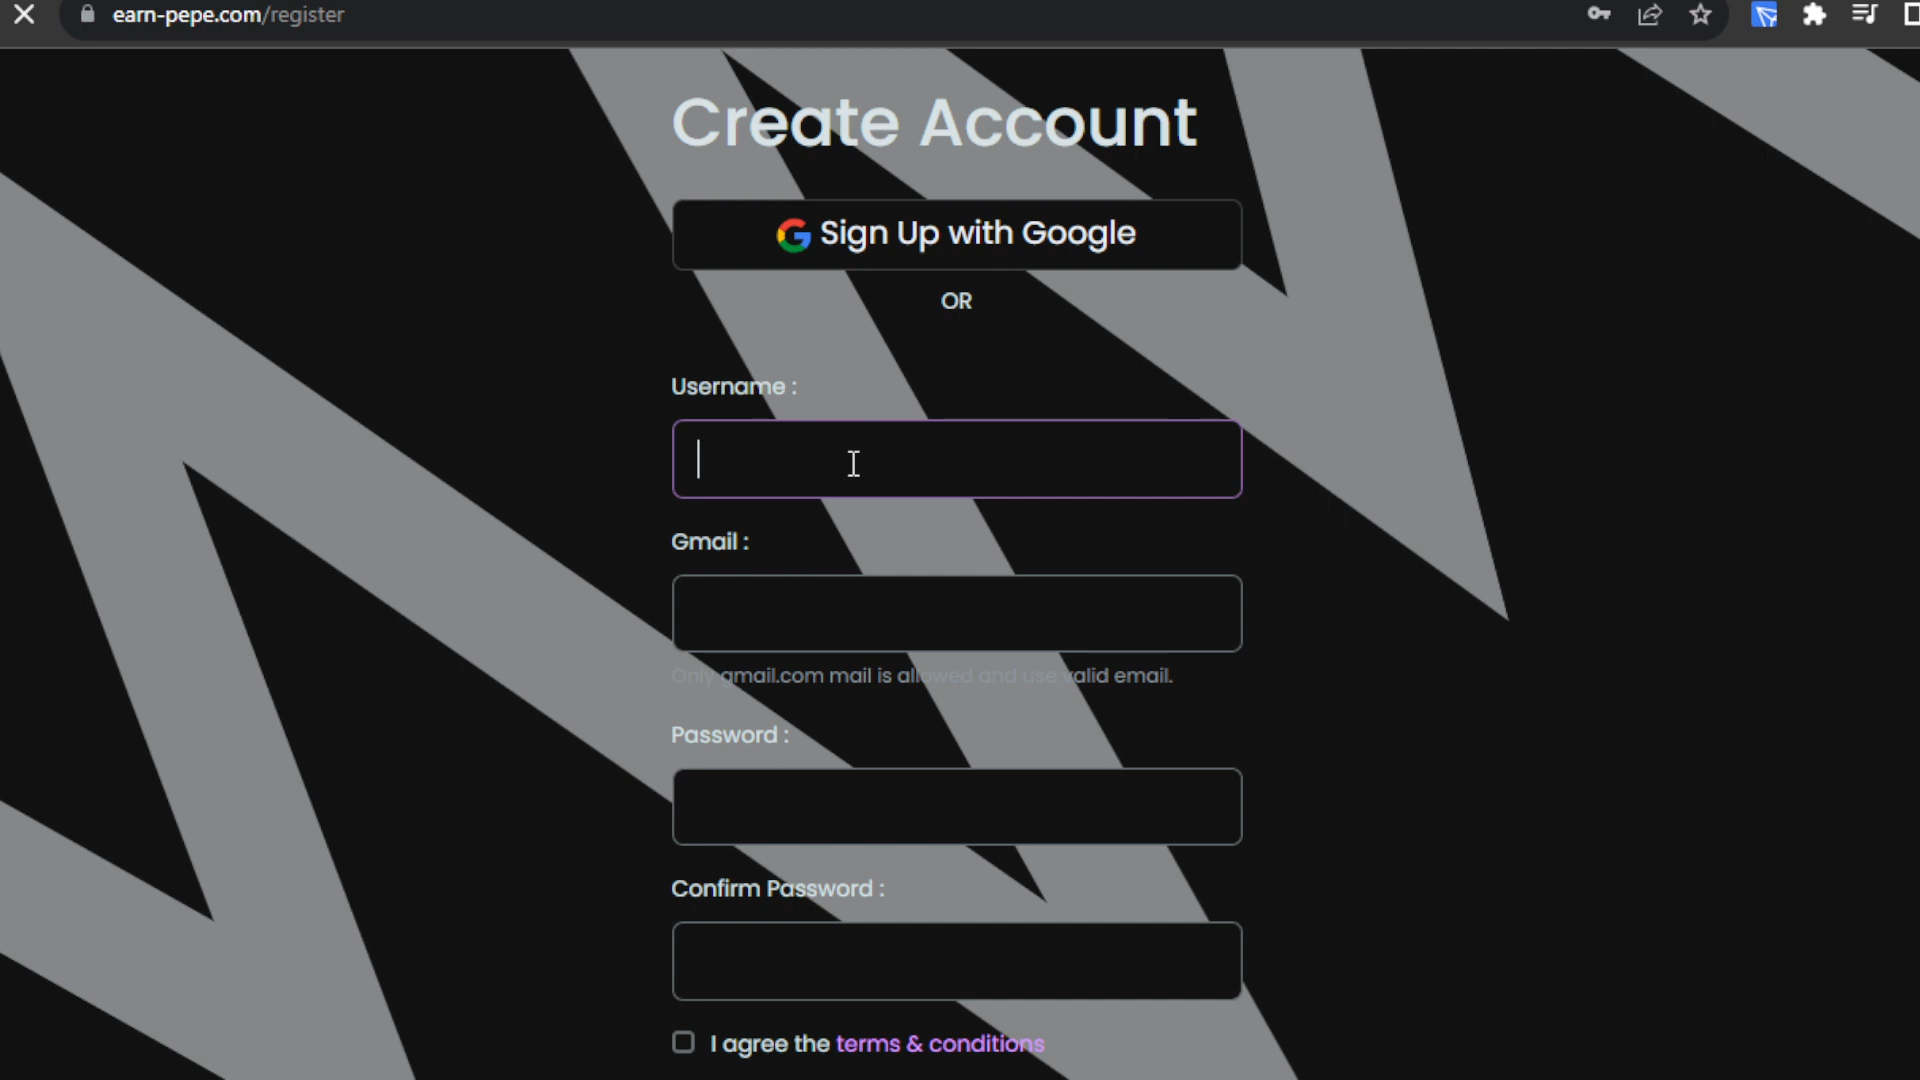 earn-pepe.com/register
Create Account
Sign Up with Google
OR
Username :
Gmail :
Only gmail.com mail is allowed and use valid email.
Password :
Confirm Password :
I agree the terms & conditions